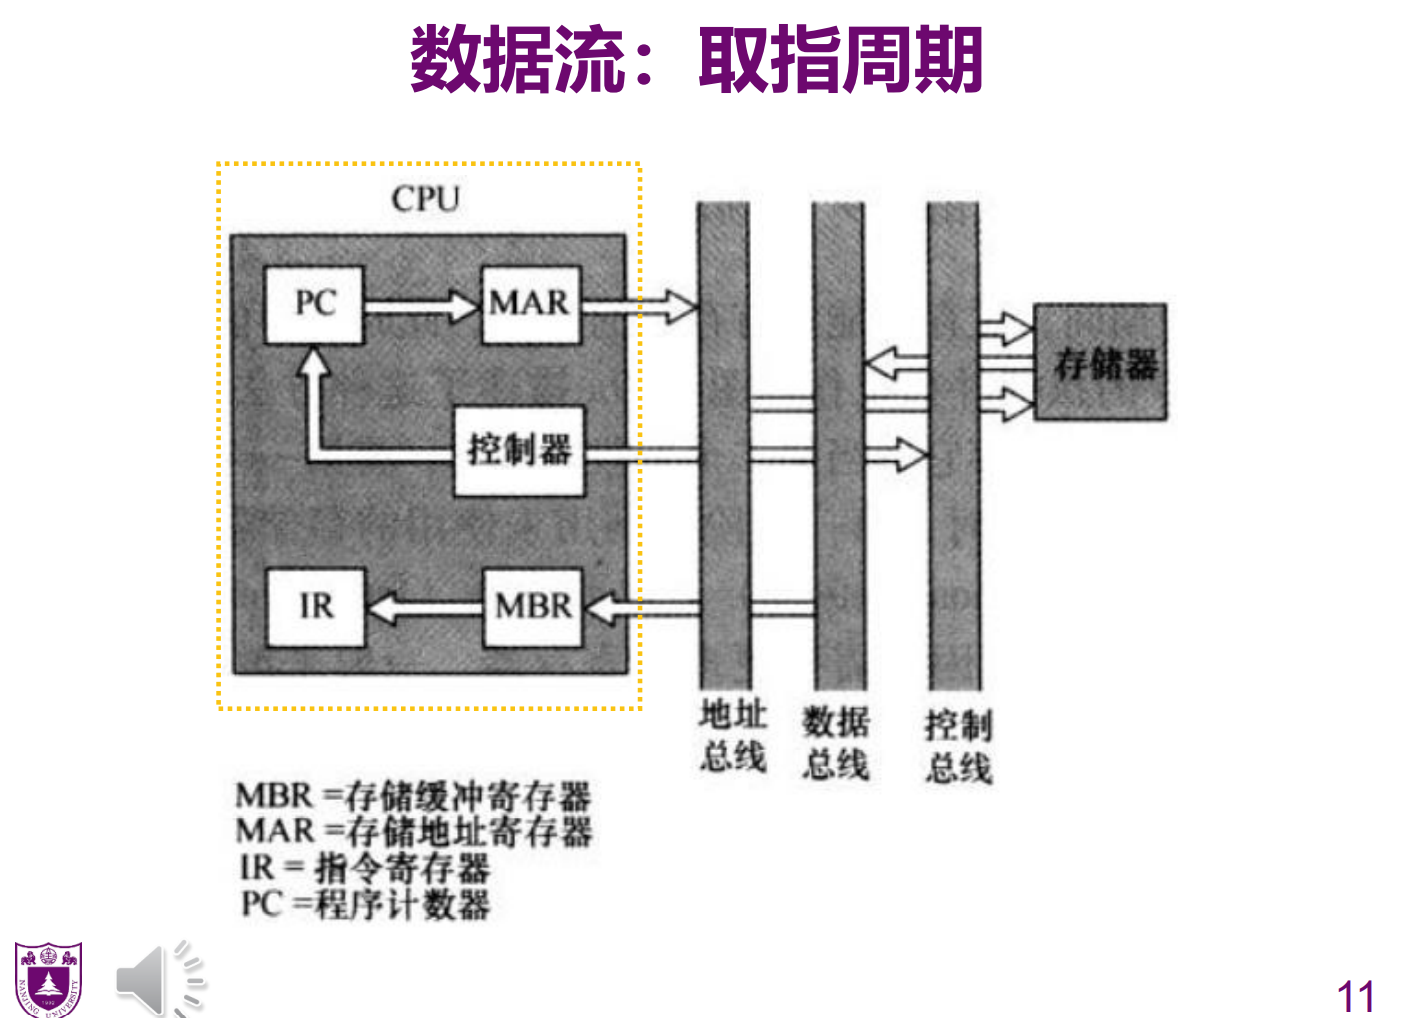 数据流：取指周期
CPU
PC
MAR
存储器
控制器
IR
MBR
地址
总线
数据
总线
控制
总线
MBR =存储缓冲寄存器
MAR =存储地址寄存器
IR = 指令寄存器
PC =程序计数器
1902
NANJING UNIVERSITY
11